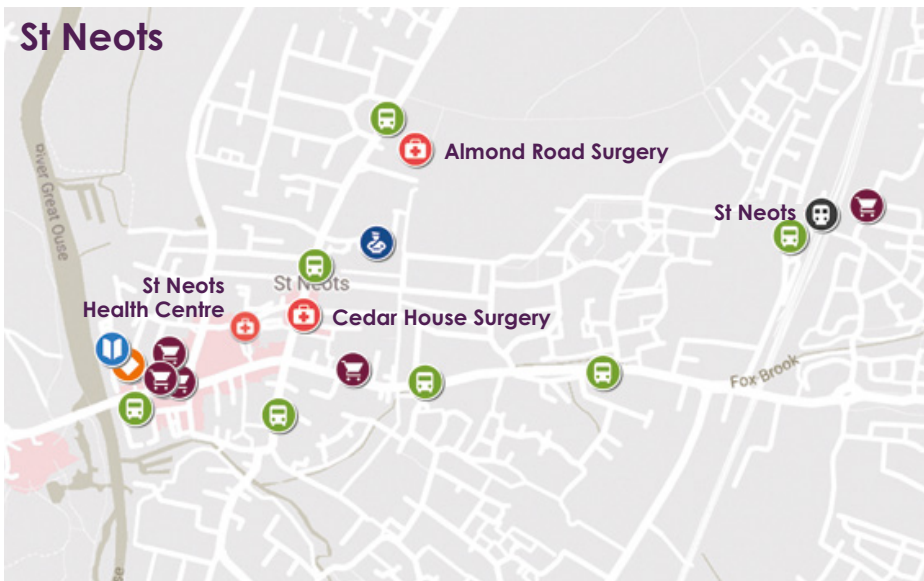 St Neots
Almond Road Surgery
River Great Ouse
St Neots
St Neots
Health Centre
St Neots
Cedar House Surgery
Fox Brook